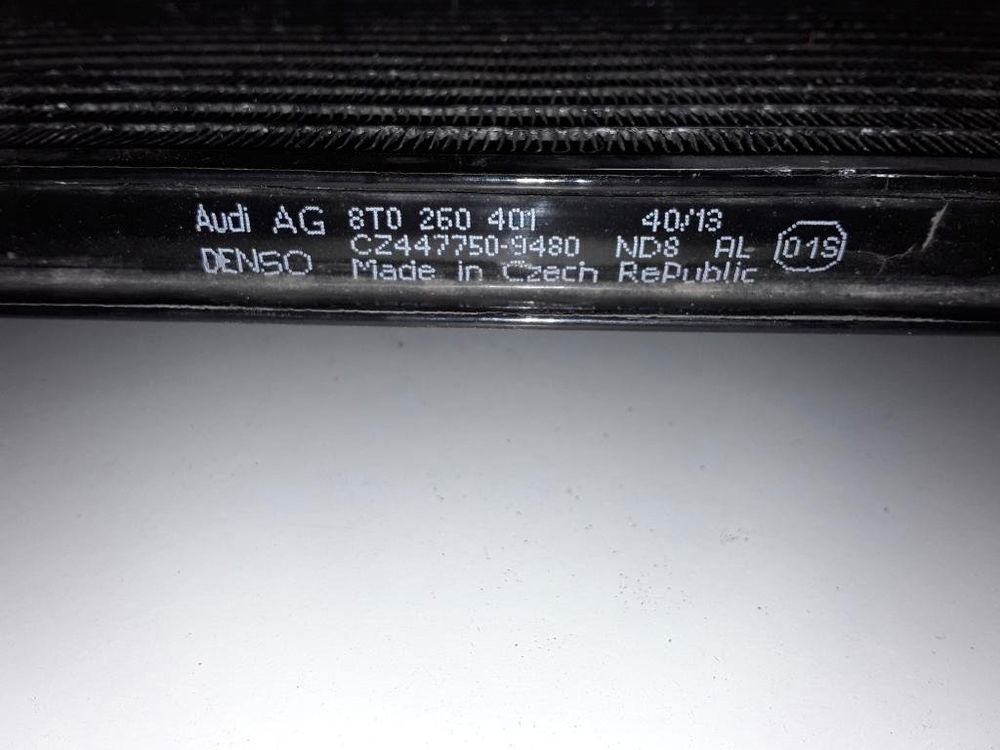 Audi AG 8T0 260 401 40/13
CZ447750-9480 ND8 AL 01S
DENSO Made in Czech RePublic